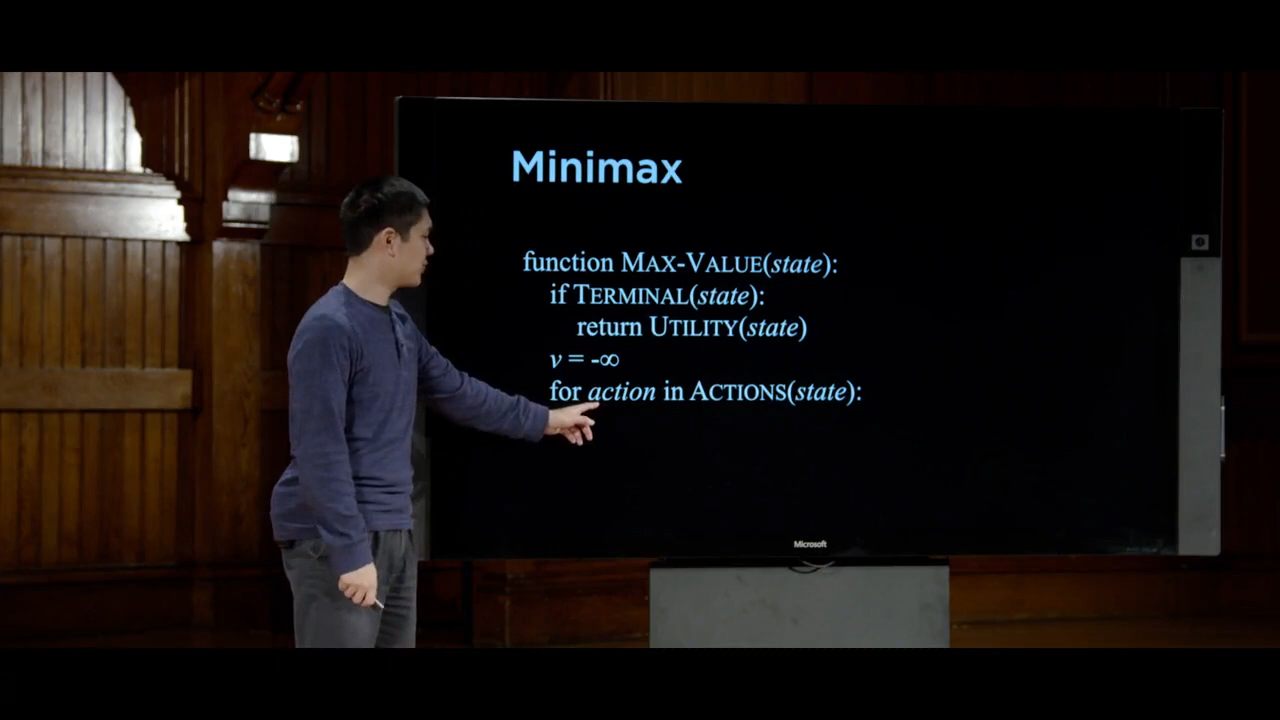 Minimax
function MAX-VALUE(state):
if TERMINAL(state):
return UTILITY(state)
v = -∞
for action in ACTIONS(state):
Microsoft